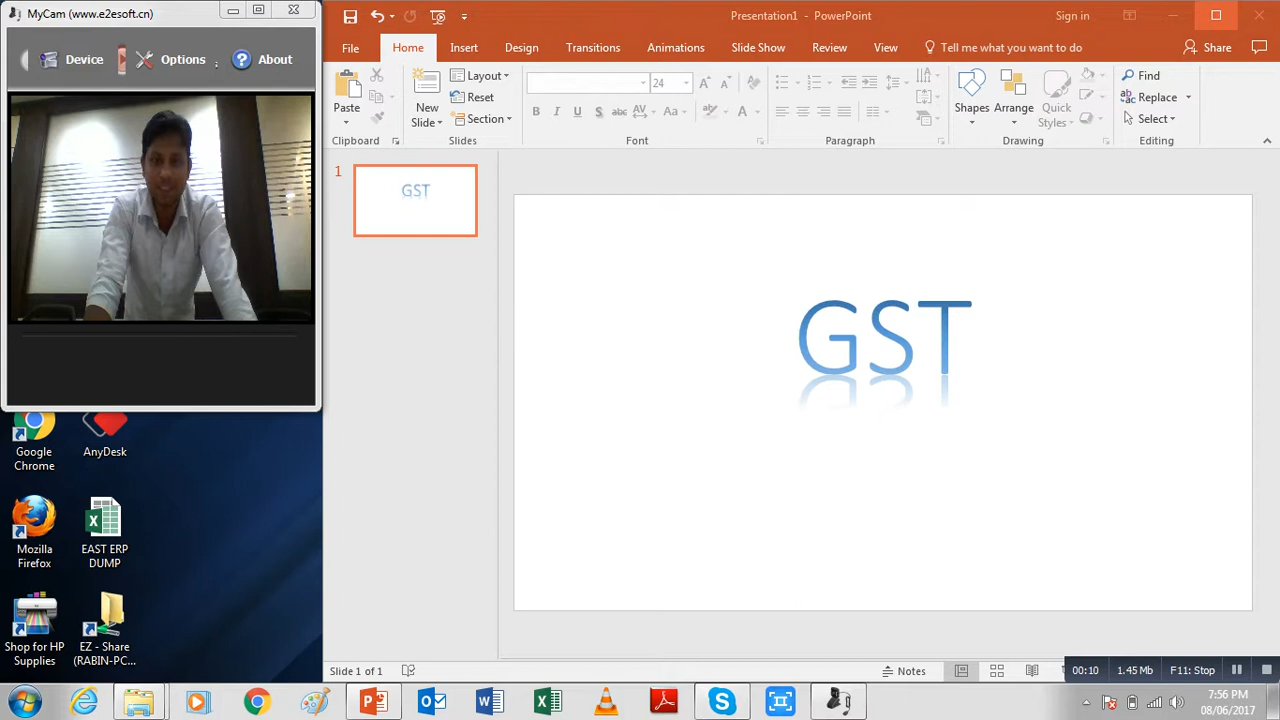 MyCam (www.e2esoft.cn)
Device
Options
About
Presentation1 - PowerPoint
Sign in
File
Home
Insert
Design
Transitions
Animations
Slide Show
Review
View
Tell me what you want to do
Share
Paste
Clipboard
New
Slide
Layout
Reset
Section
Slides
24
B I U S abc AV Aa A
Font
Paragraph
Shapes
Arrange
Quick
Styles
Drawing
Find
Replace
Select
Editing
1
GST
GST
Google
Chrome
AnyDesk
Mozilla
Firefox
EAST ERP
DUMP
Shop for HP
Supplies
EZ - Share
(RABIN-PC...
Slide 1 of 1
Notes
00:10
1.45 Mb
F11: Stop
7:56 PM
08/06/2017